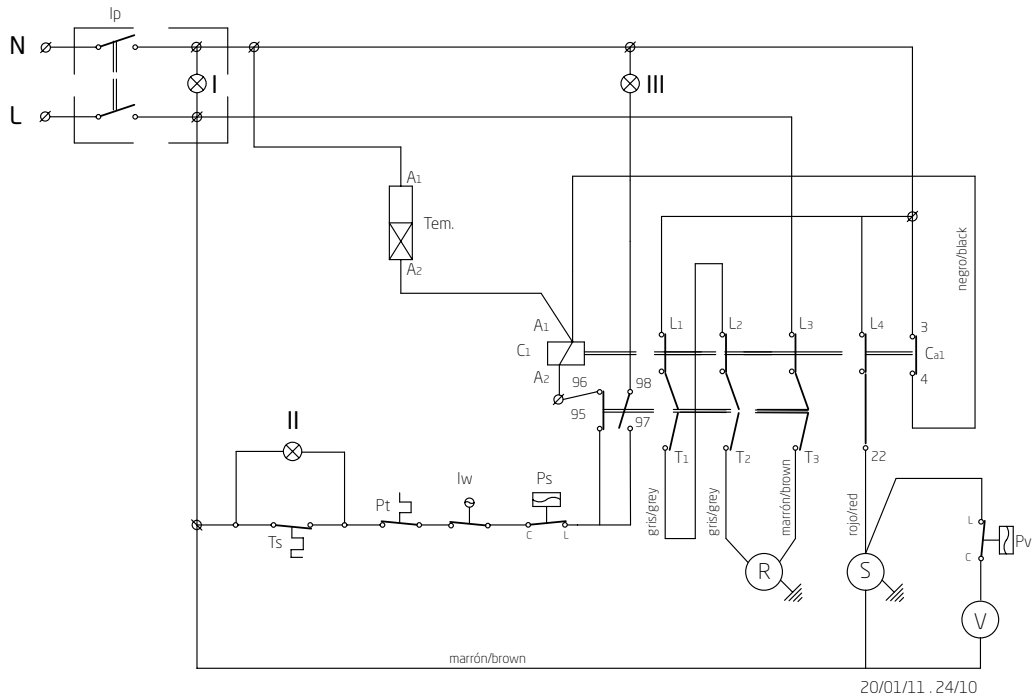 Ip
N
I
III
L
A1
Tem.
A2
negro/black
A1
L1
L2
L3
L4
3
C1
Ca1
A2
96
98
4
95
97
II
T1
T2
T3
22
Pt
Iw
Ps
gris/grey
gris/grey
marrón/brown
rojo/red
Ts
C
L
L
Pv
C
R
S
V
marrón/brown
20/01/11 . 24/10